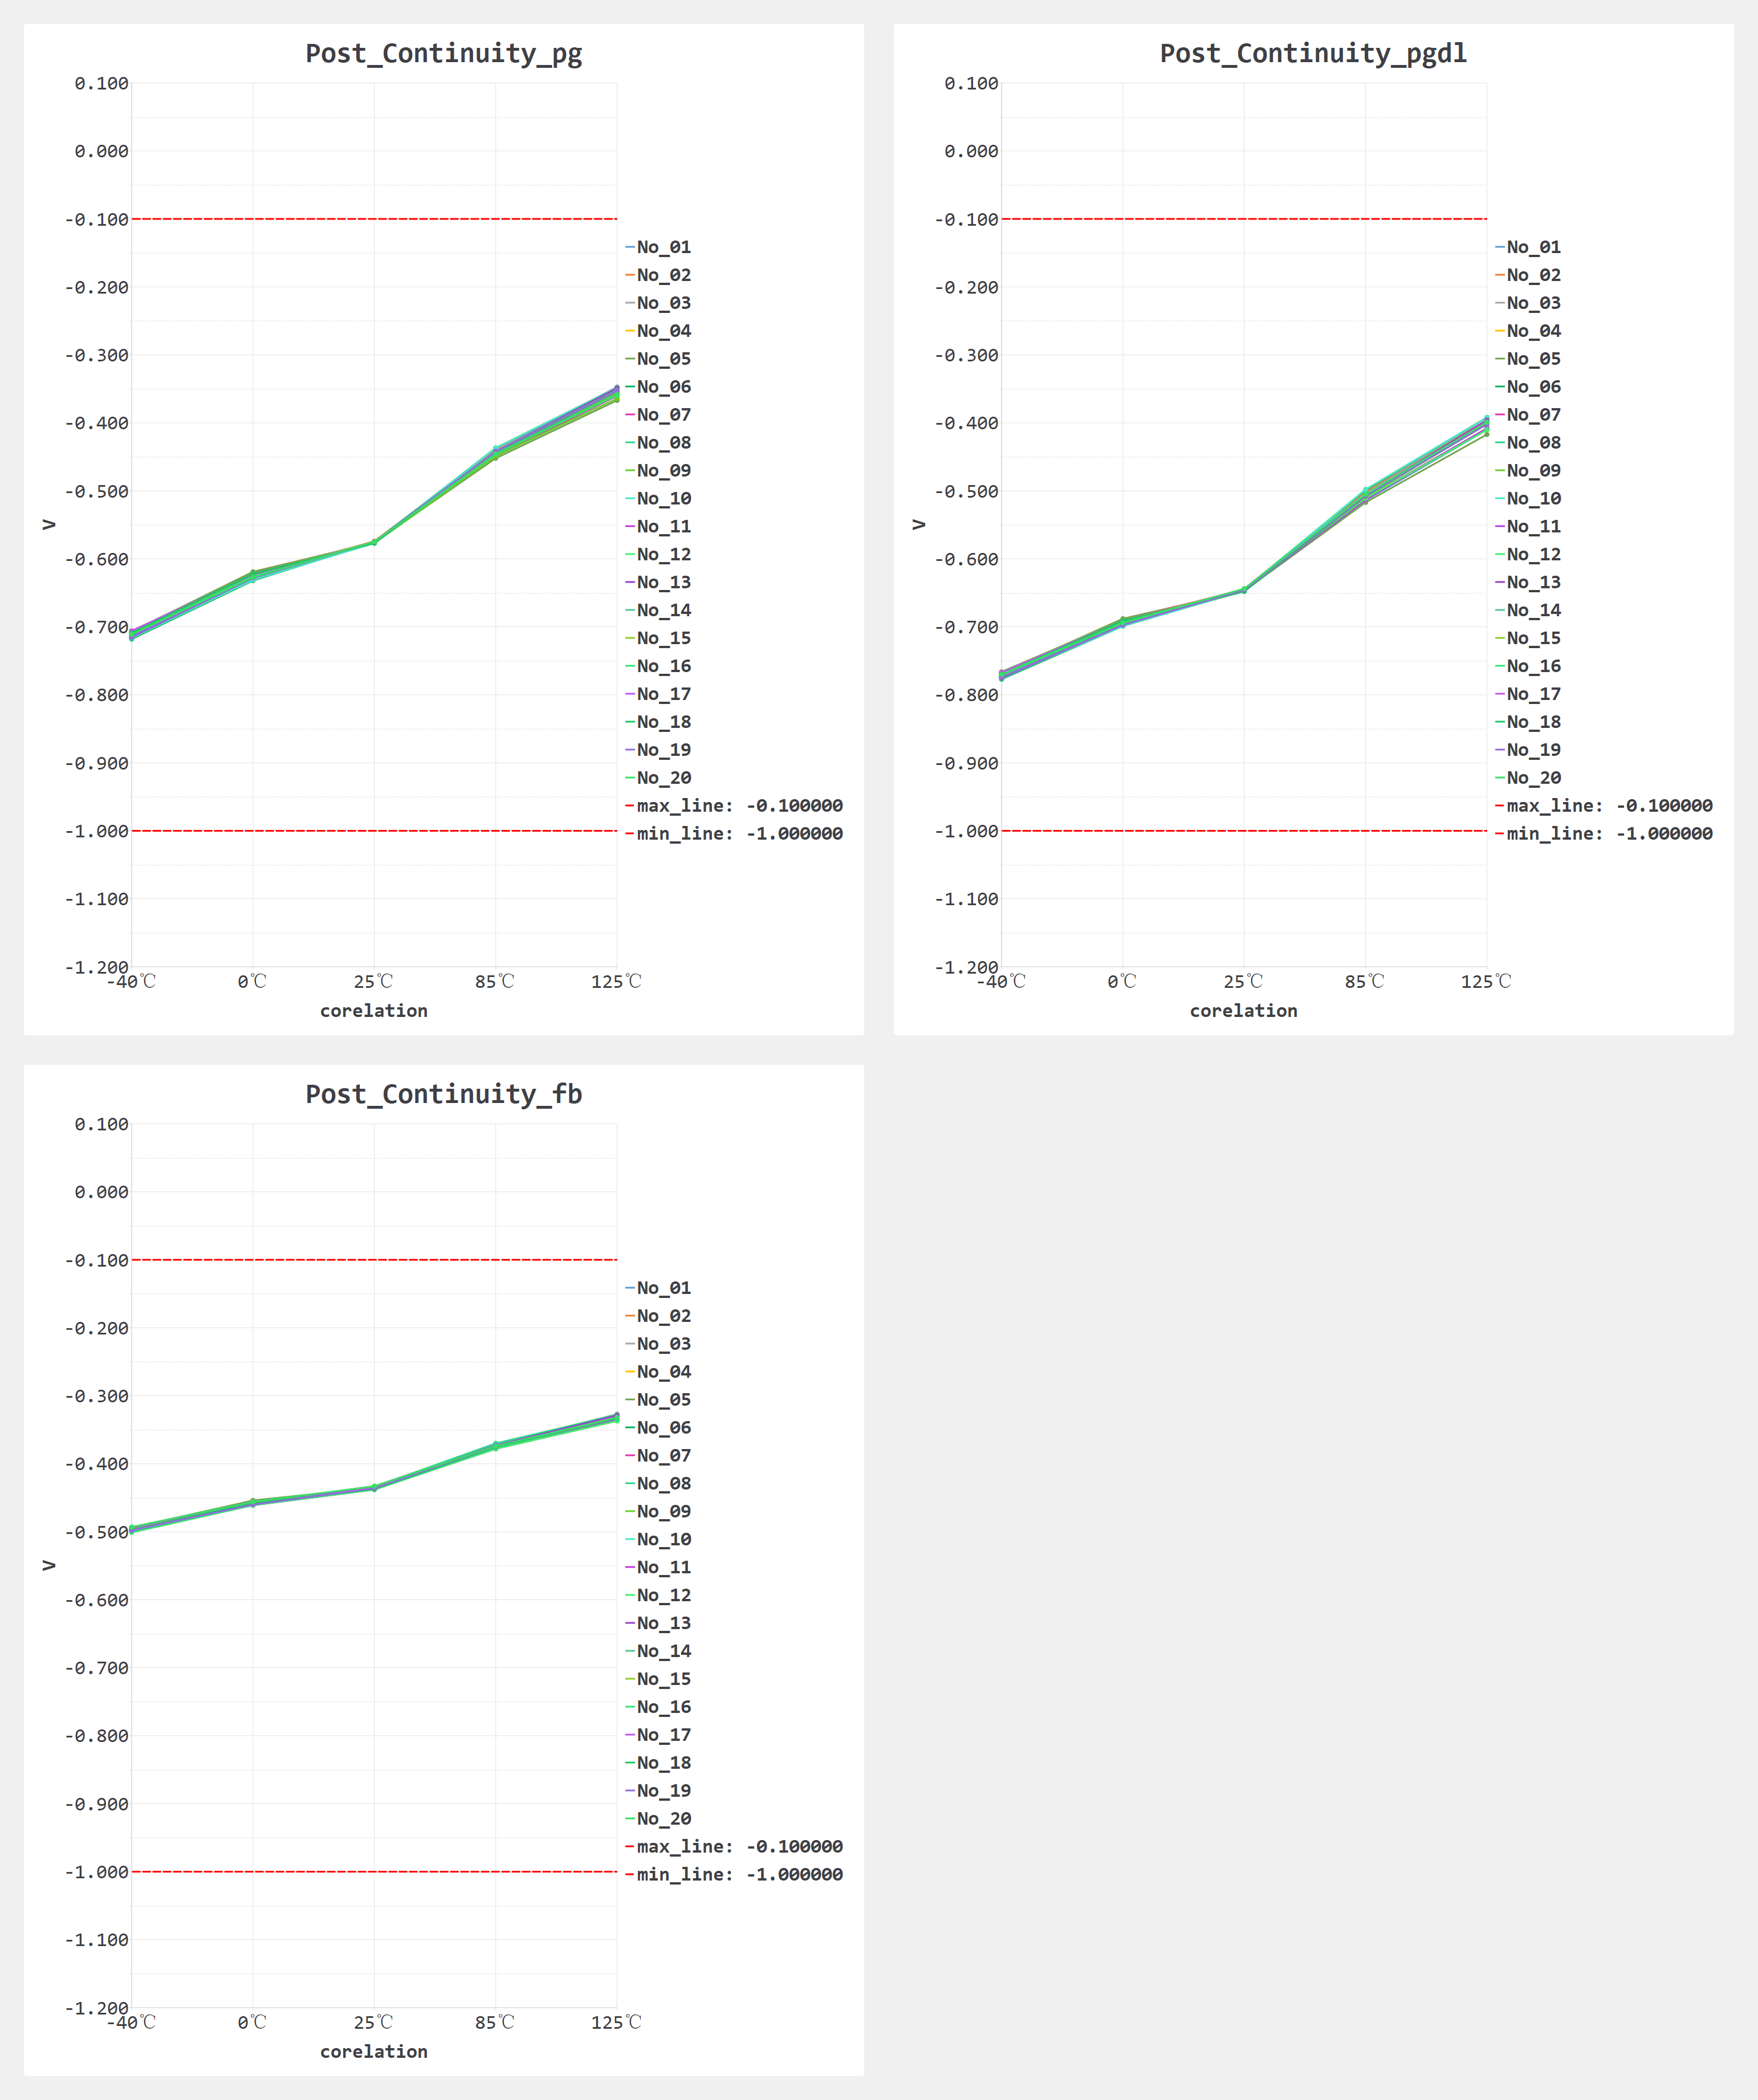 Post_Continuity_pg
0.100
0.000
-0.100
-0.200
-0.300
-0.400
-0.500
-0.600
-0.700
-0.800
-0.900
-1.000
-1.100
-1.200
V
-40℃ 0℃ 25℃ 85℃ 125℃
corelation
No_01
No_02
No_03
No_04
No_05
No_06
No_07
No_08
No_09
No_10
No_11
No_12
No_13
No_14
No_15
No_16
No_17
No_18
No_19
No_20
max_line: -0.100000
min_line: -1.000000
Post_Continuity_pgdl
0.100
0.000
-0.100
-0.200
-0.300
-0.400
-0.500
-0.600
-0.700
-0.800
-0.900
-1.000
-1.100
-1.200
V
-40℃ 0℃ 25℃ 85℃ 125℃
corelation
No_01
No_02
No_03
No_04
No_05
No_06
No_07
No_08
No_09
No_10
No_11
No_12
No_13
No_14
No_15
No_16
No_17
No_18
No_19
No_20
max_line: -0.100000
min_line: -1.000000
Post_Continuity_fb
0.100
0.000
-0.100
-0.200
-0.300
-0.400
-0.500
-0.600
-0.700
-0.800
-0.900
-1.000
-1.100
-1.200
V
-40℃ 0℃ 25℃ 85℃ 125℃
corelation
No_01
No_02
No_03
No_04
No_05
No_06
No_07
No_08
No_09
No_10
No_11
No_12
No_13
No_14
No_15
No_16
No_17
No_18
No_19
No_20
max_line: -0.100000
min_line: -1.000000